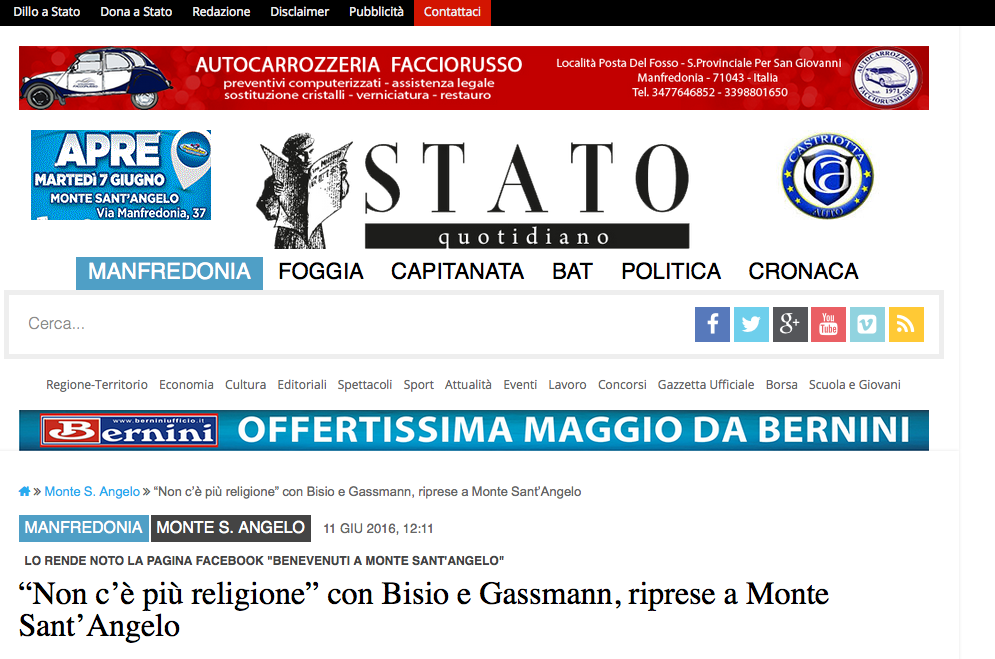 Dillo a Stato Dona a Stato Redazione Disclaimer Pubblicità Contattaci
AUTOCARROZZERIA FACCIORUSSO
preventivi computerizzati - assistenza legale
sostituzione cristalli - verniciatura - restauro
Località Posta Del Fosso - S.Provinciale Per San Giovanni
Manfredonia - 71043 - Italia
Tel. 3477646852 - 3398801650
APRE
MARTEDÌ 7 GIUGNO
MONTE SANT'ANGELO
Via Manfredonia, 37
STATO
quotidiano
CASTRIOTTA
AUTO
MANFREDONIA FOGGIA CAPITANATA BAT POLITICA CRONACA
Cerca...
Regione-Territorio Economia Cultura Editoriali Spettacoli Sport Attualità Eventi Lavoro Concorsi Gazzetta Ufficiale Borsa Scuola e Giovani
www.berniniufficio.it
Bernini OFFERTISSIMA MAGGIO DA BERNINI
» Monte S. Angelo » “Non c’è più religione” con Bisio e Gassmann, riprese a Monte Sant’Angelo
MANFREDONIA MONTE S. ANGELO 11 GIU 2016, 12:11
LO RENDE NOTO LA PAGINA FACEBOOK "BENEVENUTI A MONTE SANT'ANGELO"
“Non c’è più religione” con Bisio e Gassmann, riprese a Monte
Sant’Angelo